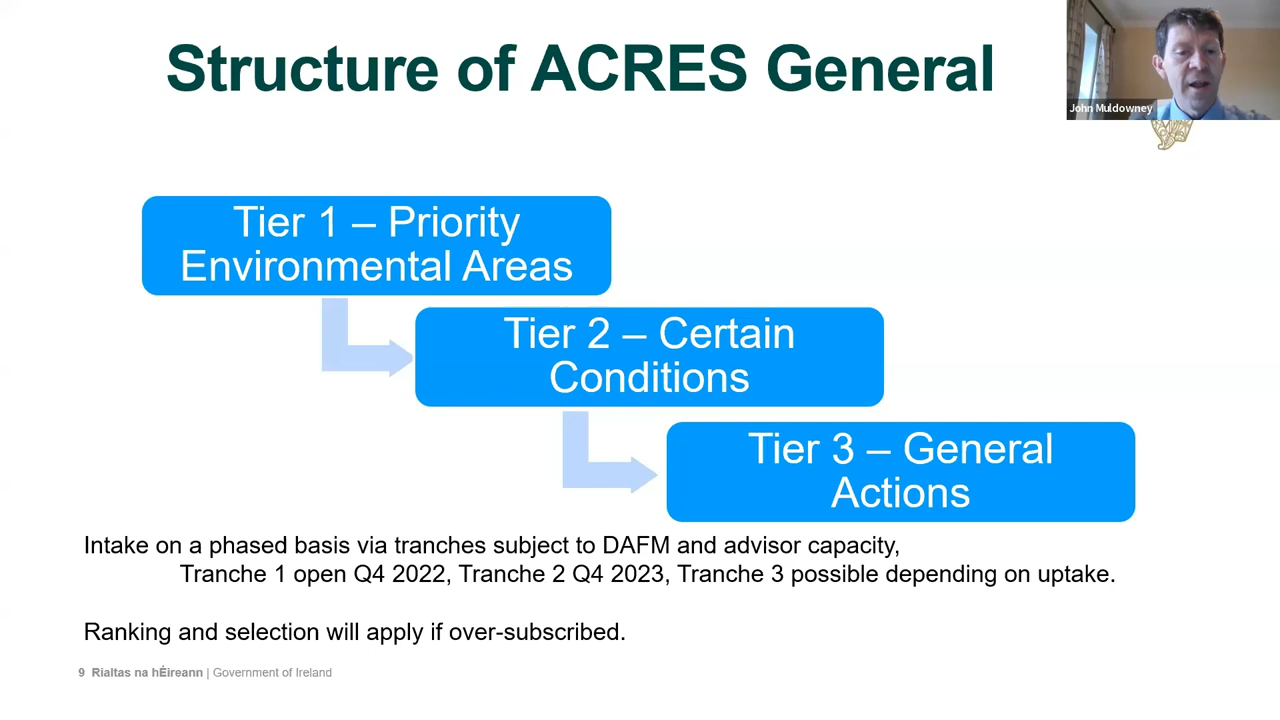 Structure of ACRES General
John Muldowney
Tier 1 – Priority
Environmental Areas
Tier 2 – Certain
Conditions
Tier 3 – General
Actions
Intake on a phased basis via tranches subject to DAFM and advisor capacity,
Tranche 1 open Q4 2022, Tranche 2 Q4 2023, Tranche 3 possible depending on uptake.
Ranking and selection will apply if over-subscribed.
9 Rialtas na hÉireann | Government of Ireland